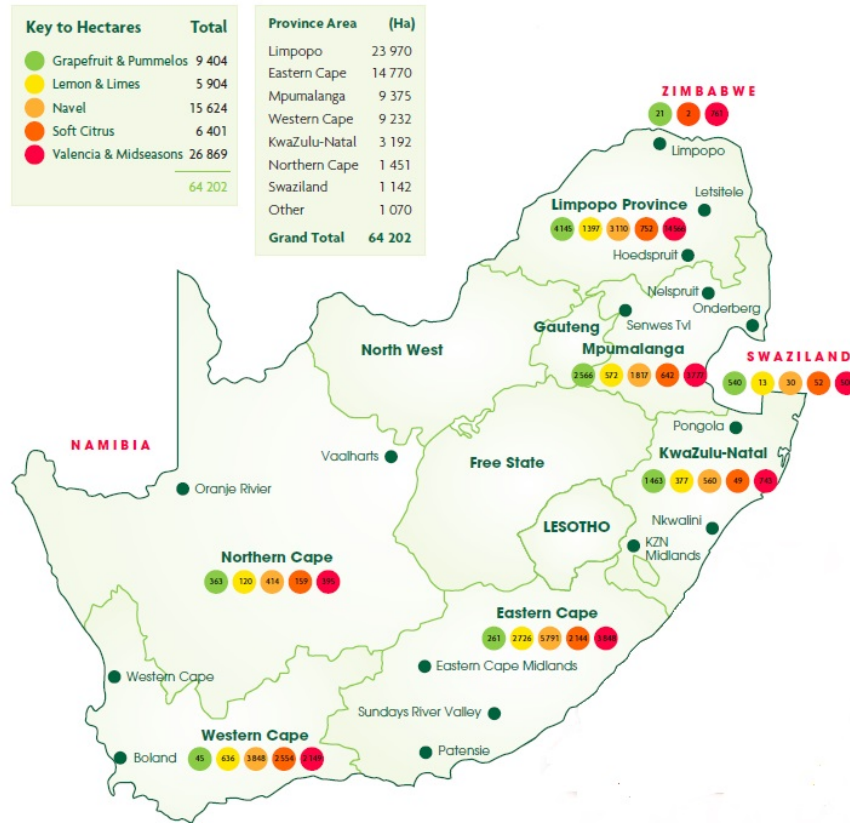 Key to Hectares Total
Grapefruit & Pummelos 9 404
Lemon & Limes 5 904
Navel 15 624
Soft Citrus 6 401
Valencia & Midseasons 26 869
64 202
Province Area (Ha)
Limpopo 23 970
Eastern Cape 14 770
Mpumalanga 9 375
Western Cape 9 232
KwaZulu-Natal 3 192
Northern Cape 1 451
Swaziland 1 142
Other 1 070
Grand Total 64 202
ZIMBABWE
21 2 761
Limpopo
Letsitele
Limpopo Province
4145 1397 3110 752 14566
Hoedspruit
Nelspruit
Onderberg
Senwes Tvl
Gauteng
North West
Mpumalanga
2566 572 1817 642
SWAZILAND
540 13 30 52
Pongola
NAMIBIA
Vaalharts
Free State
KwaZulu-Natal
1463 377 560 49 743
Oranje Rivier
LESOTHO
Nkwalini
KZN
Midlands
Northern Cape
363 120 414 159 395
Eastern Cape
261 2726 5791 2144 3848
Eastern Cape Midlands
Western Cape
Sundays River Valley
Western Cape
Patensie
Boland
45 636 3848 2554 2149